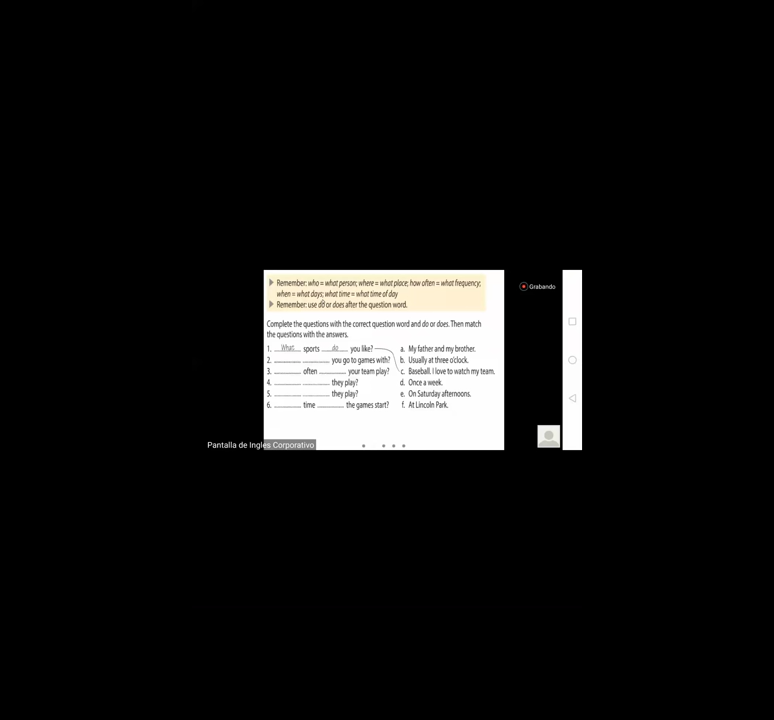 Remember: who = what person; where = what place; how often = what frequency;
when = what days; what time = what time of day
Remember: use do or does after the question word.
Grabando
Complete the questions with the correct question word and do or does. Then match
the questions with the answers.
1. What sports do you like?
2. ............ ............ you go to games with?
3. ............ often ............ your team play?
4. ............ ............ they play?
5. ............ ............ they play?
6. ............ time ............ the games start?
a. My father and my brother.
b. Usually at three o'clock.
c. Baseball. I love to watch my team.
d. Once a week.
e. On Saturday afternoons.
f. At Lincoln Park.
Pantalla de Ingles Corporativo